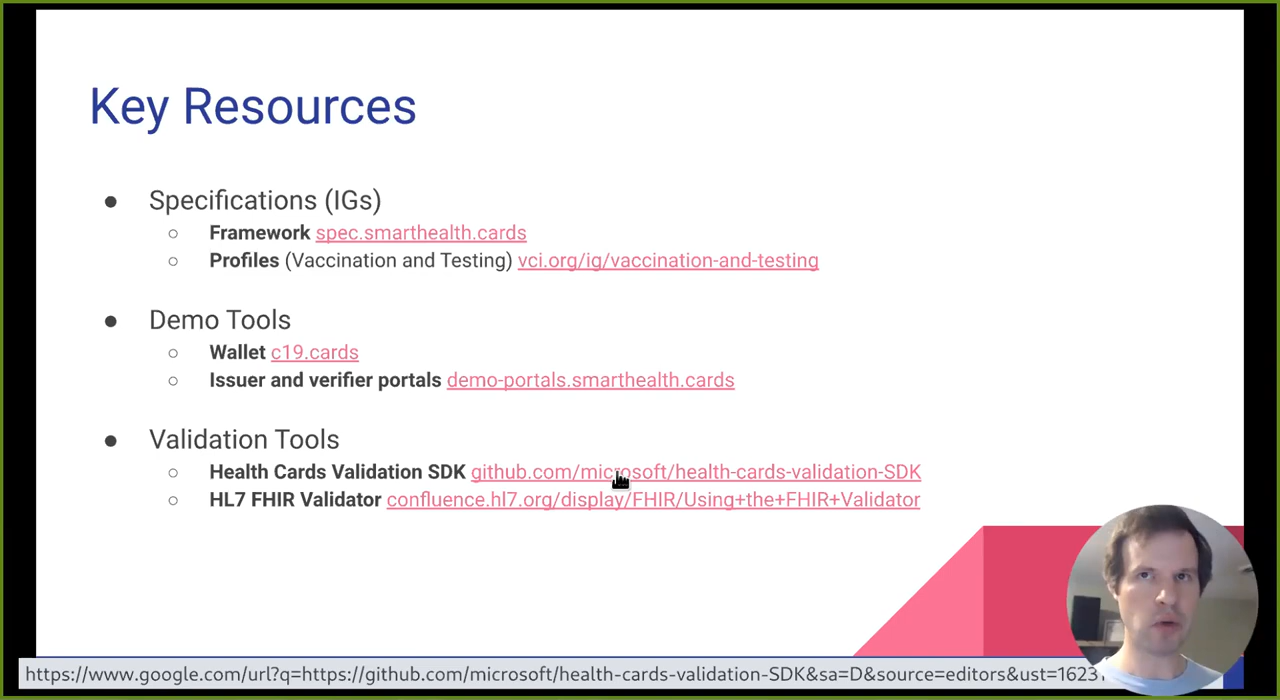 Key Resources
● Specifications (IGs)
○ Framework spec.smarthealth.cards
○ Profiles (Vaccination and Testing) vci.org/ig/vaccination-and-testing
● Demo Tools
○ Wallet c19.cards
○ Issuer and verifier portals demo-portals.smarthealth.cards
● Validation Tools
○ Health Cards Validation SDK github.com/microsoft/health-cards-validation-SDK
○ HL7 FHIR Validator confluence.hl7.org/display/FHIR/Using+the+FHIR+Validator
https://www.google.com/url?q=https://github.com/microsoft/health-cards-validation-SDK&sa=D&source=editors&ust=1623